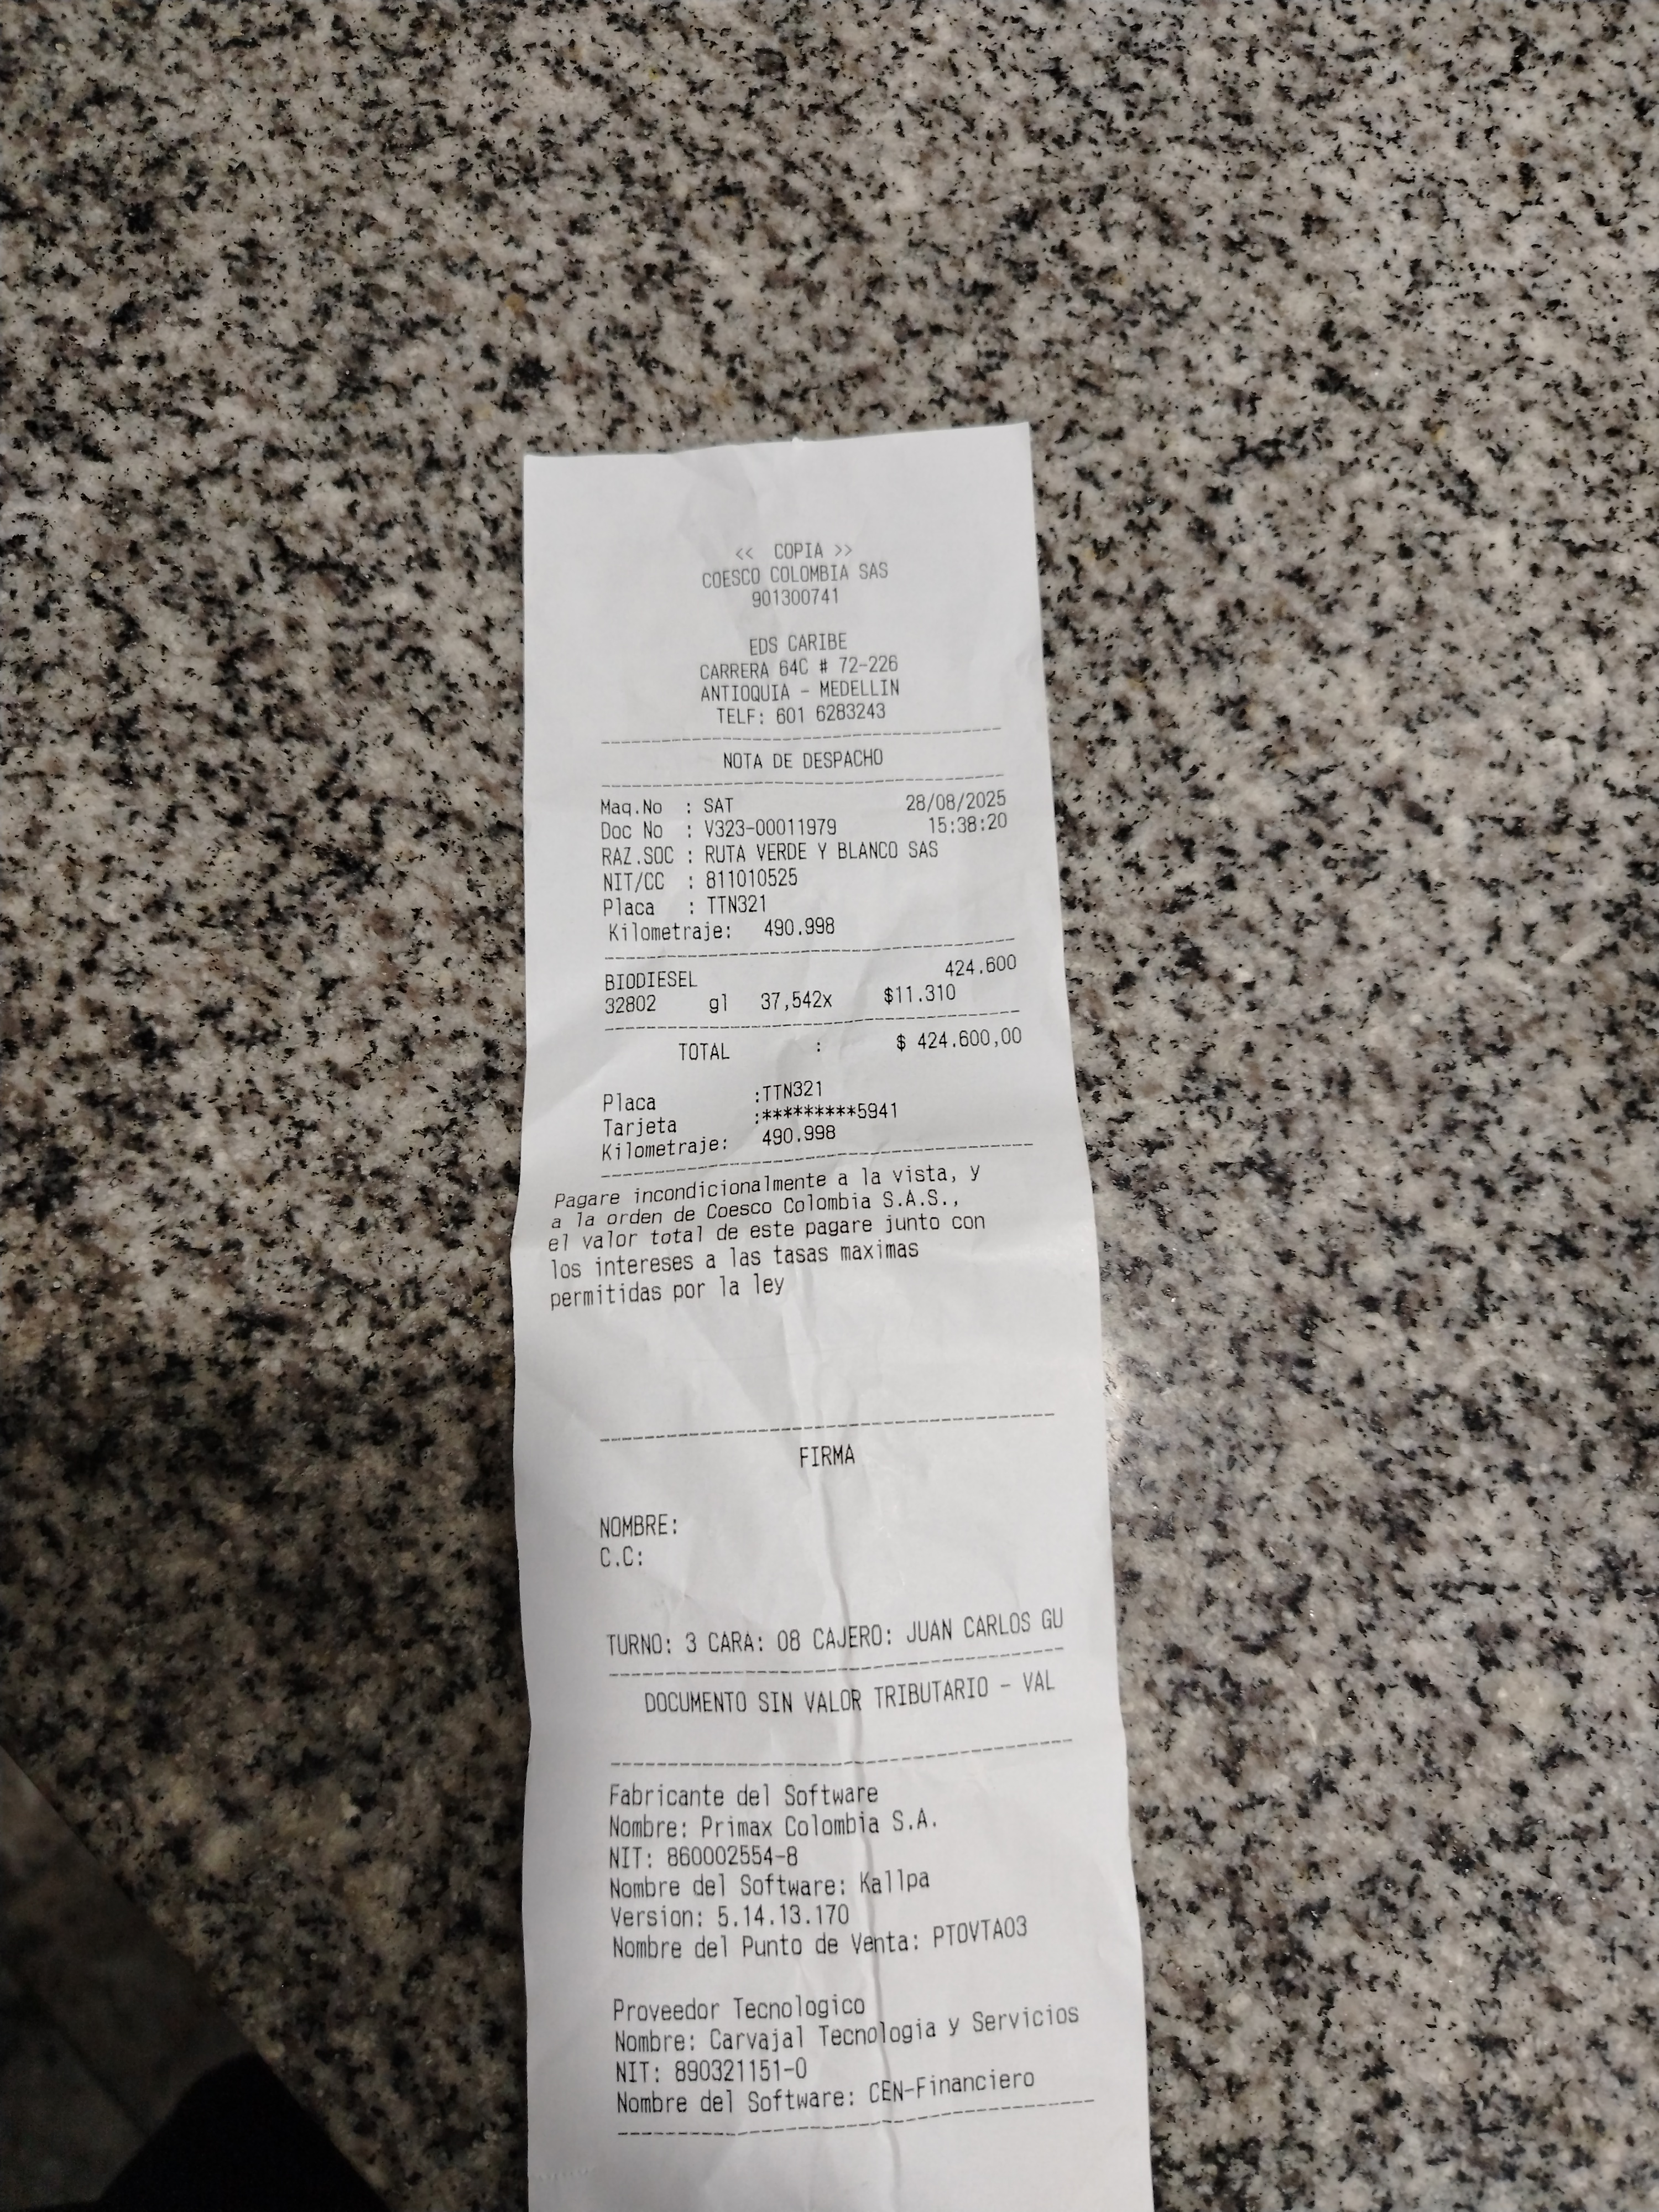 << COPIA >>
COESCO COLOMBIA SAS
901300741
EDS CARIBE
CARRERA 64C # 72-226
ANTIOQUIA - MEDELLIN
TELF: 601 6283243
NOTA DE DESPACHO
Maq.No : SAT 28/08/2025
Doc No : V323-00011979 15:38:20
RAZ.SOC : RUTA VERDE Y BLANCO SAS
NIT/CC : 811010525
Placa : TTN321
Kilometraje: 490.998
BIODIESEL 424.600
32802 gl 37,542x $11.310
TOTAL : $ 424.600,00
Placa :TTN321
Tarjeta :*********5941
Kilometraje: 490.998
Pagare incondicionalmente a la vista, y
a la orden de Coesco Colombia S.A.S.,
el valor total de este pagare junto con
los intereses a las tasas maximas
permitidas por la ley
FIRMA
NOMBRE:
C.C:
TURNO: 3 CARA: 08 CAJERO: JUAN CARLOS GU
DOCUMENTO SIN VALOR TRIBUTARIO - VAL
Fabricante del Software
Nombre: Primax Colombia S.A.
NIT: 860002554-8
Nombre del Software: Kallpa
Version: 5.14.13.170
Nombre del Punto de Venta: PTOVTA03
Proveedor Tecnologico
Nombre: Carvajal Tecnologia y Servicios
NIT: 890321151-0
Nombre del Software: CEN-Financiero